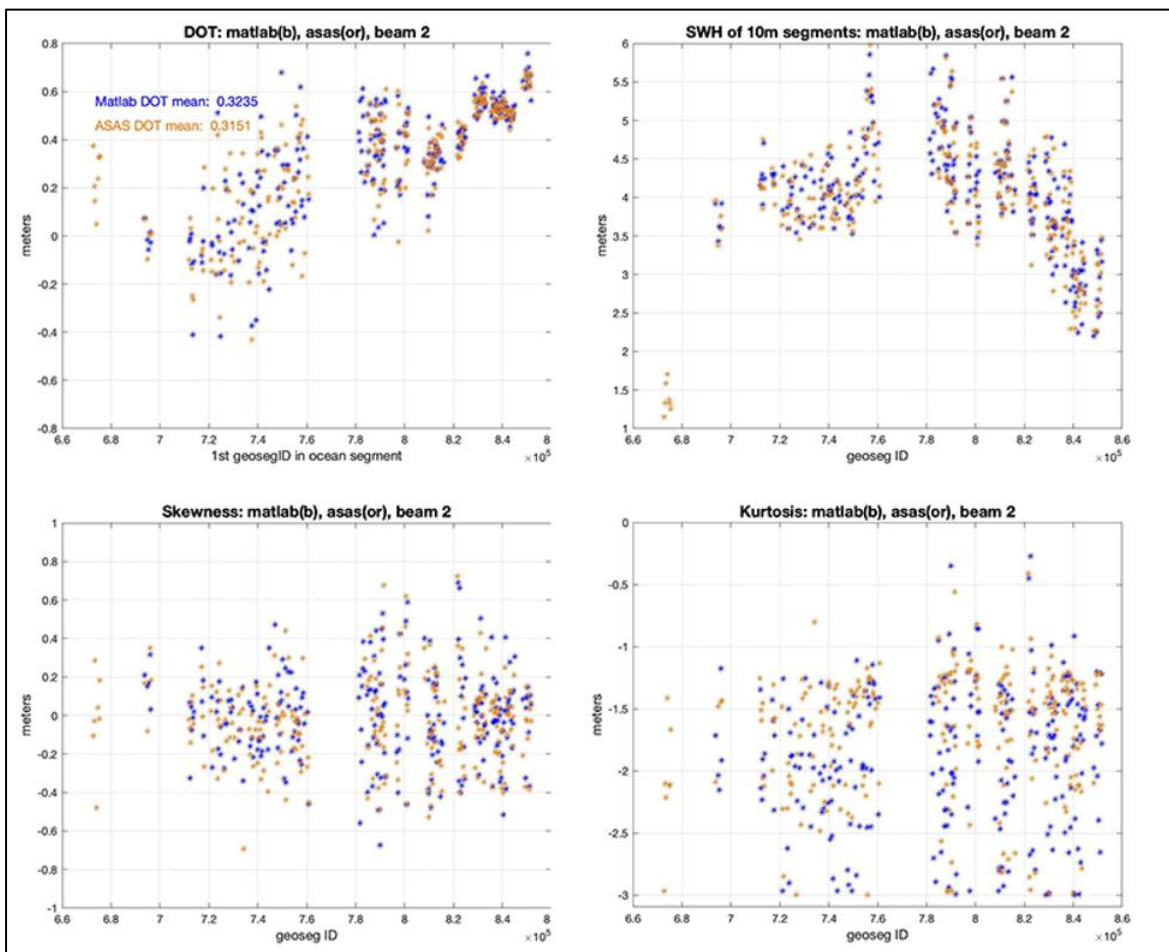 DOT: matlab(b), asas(or), beam 2
0.8
0.6
0.4
0.2
0
-0.2
-0.4
-0.6
-0.8
meters
Matlab DOT mean: 0.3235
ASAS DOT mean: 0.3151
6.6 6.8 7 7.2 7.4 7.6 7.8 8 8.2 8.4 8
1st geosegID in ocean segment
×10⁵
SWH of 10m segments: matlab(b), asas(or), beam 2
6
5.5
5
4.5
4
3.5
3
2.5
2
1.5
1
meters
6.6 6.8 7 7.2 7.4 7.6 7.8 8 8.2 8.4 8.6
geoseg ID
×10⁵
Skewness: matlab(b), asas(or), beam 2
1
0.8
0.6
0.4
0.2
0
-0.2
-0.4
-0.6
-0.8
-1
meters
6.6 6.8 7 7.2 7.4 7.6 7.8 8 8.2 8.4 8
geoseg ID
×10⁵
Kurtosis: matlab(b), asas(or), beam 2
0
-0.5
-1
-1.5
-2
-2.5
-3
meters
6.6 6.8 7 7.2 7.4 7.6 7.8 8 8.2 8.4 8.6
geoseg ID
×10⁵